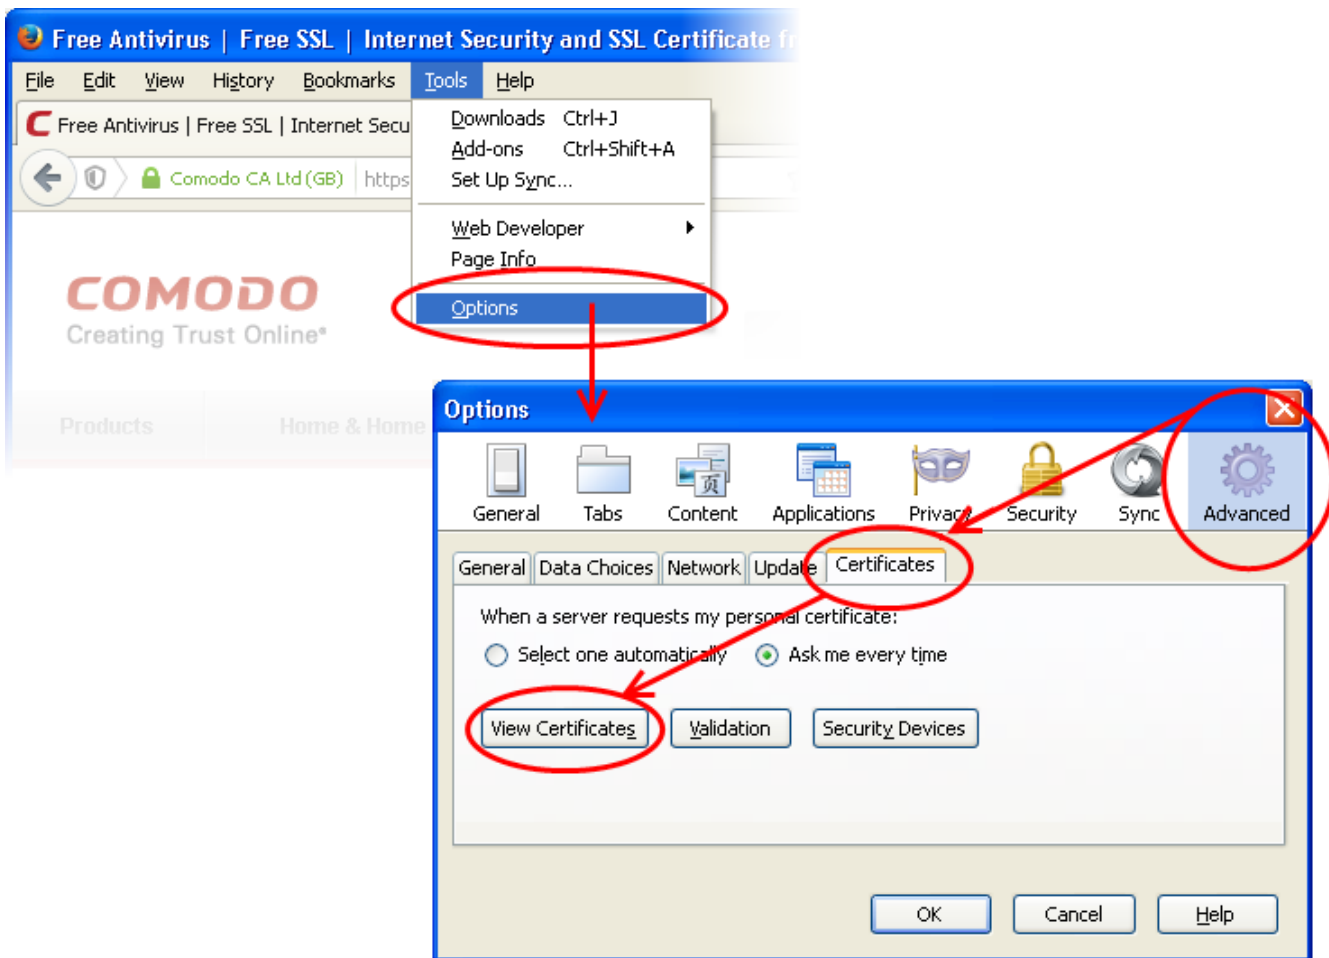 Free Antivirus | Free SSL | Internet Security and SSL Certificate fr
File Edit View History Bookmarks Tools Help
C Free Antivirus | Free SSL | Internet Secu
Downloads Ctrl+J
Add-ons Ctrl+Shift+A
Comodo CA Ltd (GB) https
Set Up Sync...
Web Developer
Page Info
COMODO
Creating Trust Online®
Options
Products Home & Home
Options
General Tabs Content Applications Privacy Security Sync Advanced
页
General Data Choices Network Update Certificates
When a server requests my personal certificate:
Select one automatically Ask me every time
View Certificates Validation Security Devices
OK Cancel Help